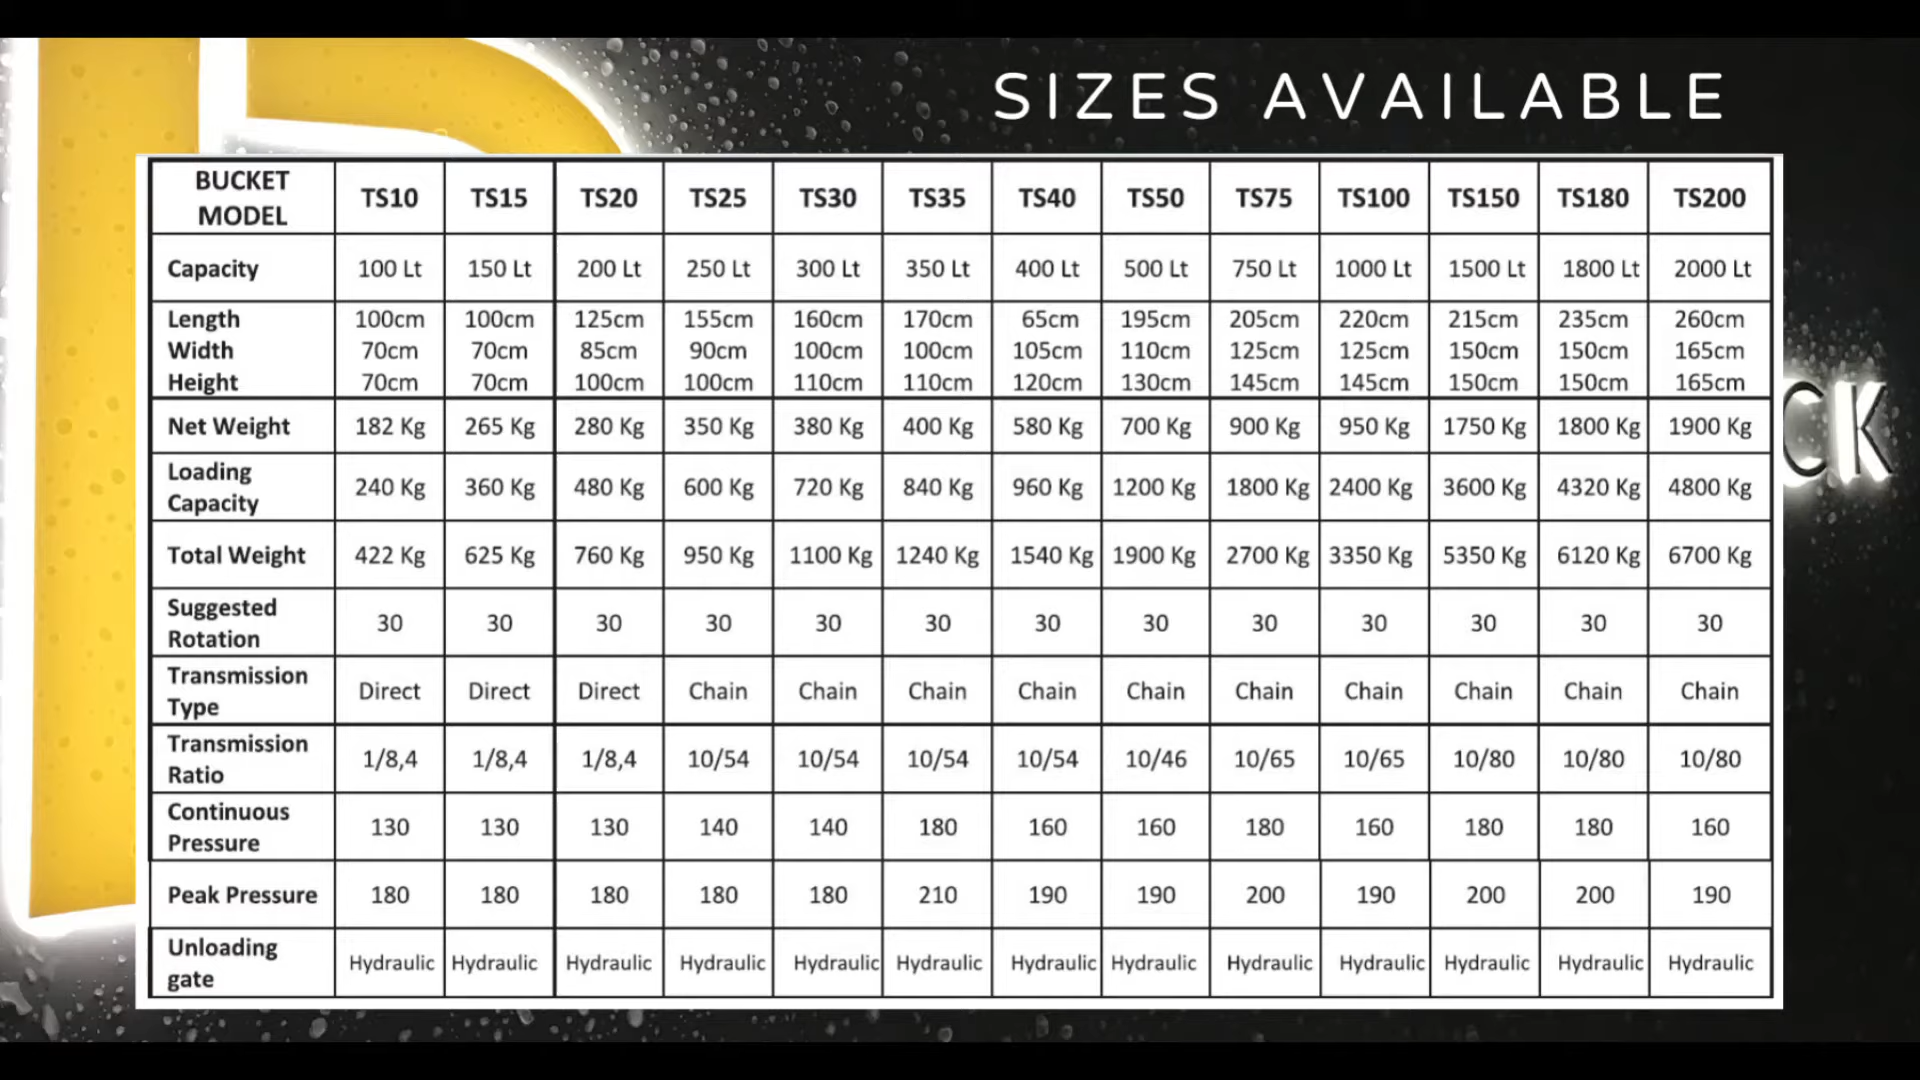 SIZES AVAILABLE
BUCKET MODEL TS10 TS15 TS20 TS25 TS30 TS35 TS40 TS50 TS75 TS100 TS150 TS180 TS200
Capacity 100 Lt 150 Lt 200 Lt 250 Lt 300 Lt 350 Lt 400 Lt 500 Lt 750 Lt 1000 Lt 1500 Lt 1800 Lt 2000 Lt
Length 100cm 100cm 125cm 155cm 160cm 170cm 65cm 195cm 205cm 220cm 215cm 235cm 260cm
Width 70cm 70cm 85cm 90cm 100cm 100cm 105cm 110cm 125cm 125cm 150cm 150cm 165cm
Height 70cm 70cm 100cm 100cm 110cm 110cm 120cm 130cm 145cm 145cm 150cm 150cm 165cm
Net Weight 182 Kg 265 Kg 280 Kg 350 Kg 380 Kg 400 Kg 580 Kg 700 Kg 900 Kg 950 Kg 1750 Kg 1800 Kg 1900 Kg
Loading Capacity 240 Kg 360 Kg 480 Kg 600 Kg 720 Kg 840 Kg 960 Kg 1200 Kg 1800 Kg 2400 Kg 3600 Kg 4320 Kg 4800 Kg
Total Weight 422 Kg 625 Kg 760 Kg 950 Kg 1100 Kg 1240 Kg 1540 Kg 1900 Kg 2700 Kg 3350 Kg 5350 Kg 6120 Kg 6700 Kg
Suggested Rotation 30 30 30 30 30 30 30 30 30 30 30 30 30
Transmission Type Direct Direct Direct Chain Chain Chain Chain Chain Chain Chain Chain Chain Chain
Transmission Ratio 1/8,4 1/8,4 1/8,4 10/54 10/54 10/54 10/54 10/46 10/65 10/65 10/80 10/80 10/80
Continuous Pressure 130 130 130 140 140 180 160 160 180 160 180 180 160
Peak Pressure 180 180 180 180 180 210 190 190 200 190 200 200 190
Unloading gate Hydraulic Hydraulic Hydraulic Hydraulic Hydraulic Hydraulic Hydraulic Hydraulic Hydraulic Hydraulic Hydraulic Hydraulic Hydraulic